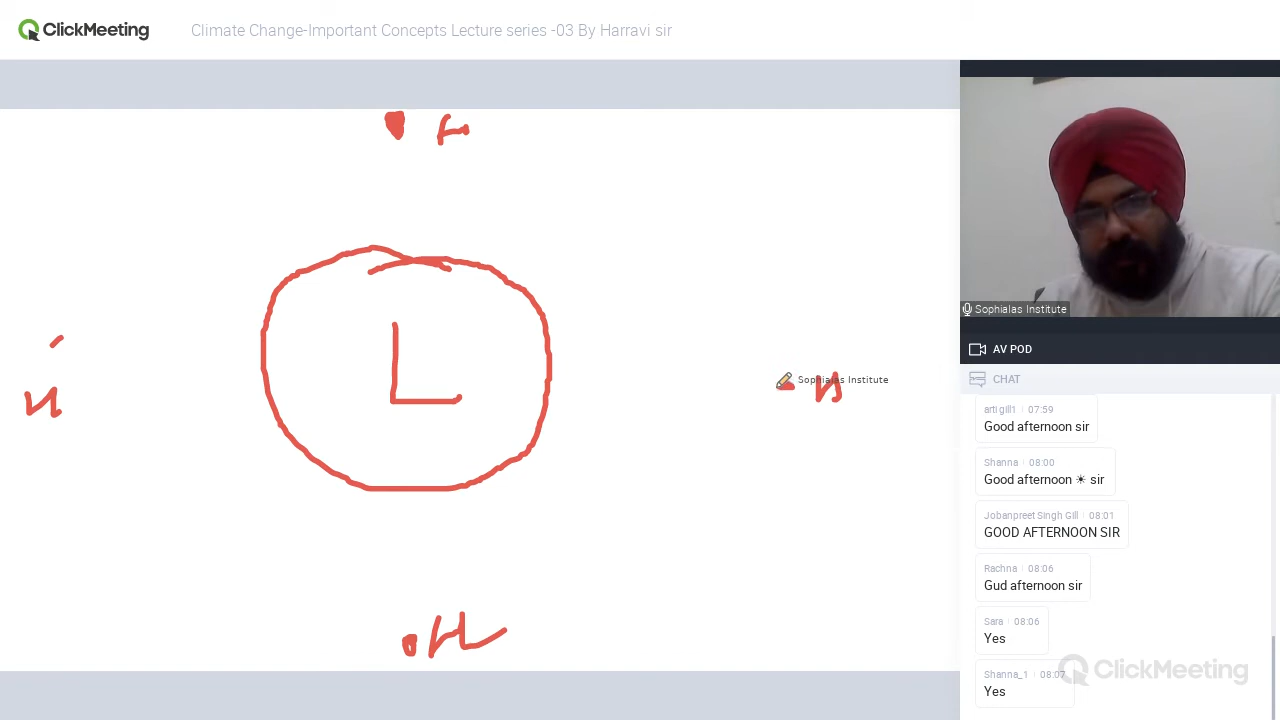 ClickMeeting
Climate Change-Important Concepts Lecture series -03 By Harravi sir
L
Sophialas Institute
Sophialas Institute
AV POD
CHAT
arti gill1 07:59
Good afternoon sir
Shanna 08:00
Good afternoon ☀ sir
Jobanpreet Singh Gill 08:01
GOOD AFTERNOON SIR
Rachna 08:06
Gud afternoon sir
Sara 08:06
Yes
Shanna_1 08:07
Yes
ClickMeeting